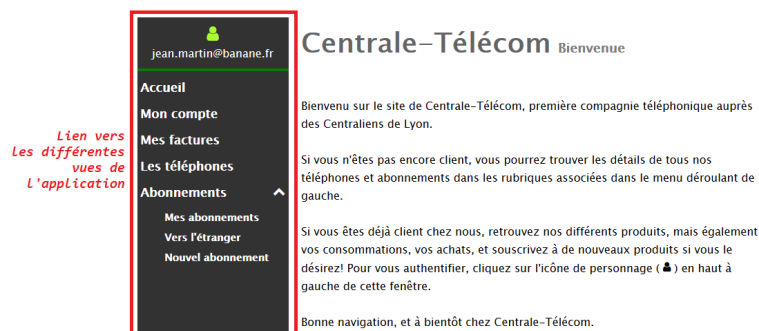 jean.martin@banane.fr
Accueil
Mon compte
Mes factures
Les téléphones
Abonnements
Mes abonnements
Vers l'étranger
Nouvel abonnement
Lien vers
les différentes
vues de
l'application
Centrale-Télécom Bienvenue
Bienvenu sur le site de Centrale-Télécom, première compagnie téléphonique auprès
des Centraliens de Lyon.
Si vous n'êtes pas encore client, vous pourrez trouver les détails de tous nos
téléphones et abonnements dans les rubriques associées dans le menu déroulant de
gauche.
Si vous êtes déjà client chez nous, retrouvez nos différents produits, mais également
vos consommations, vos achats, et souscrivez à de nouveaux produits si vous le
désirez! Pour vous authentifier, cliquez sur l'icône de personnage ( ) en haut à
gauche de cette fenêtre.
Bonne navigation, et à bientôt chez Centrale-Télécom.